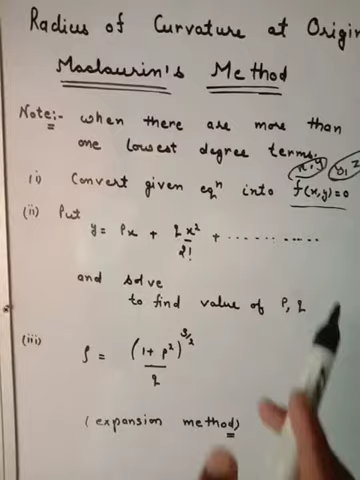 Radius of Curvature at Origin
Maclaurin's Method
Note:- when there are more than
one lowest degree terms.
x, y
(i) Convert given eqⁿ into f(x,y)=0
(ii) Put
y = px + qx²/2! + ...........
and solve
to find value of p, q
(iii) ρ = (1+p²)^3/2 / q
(expansion method)